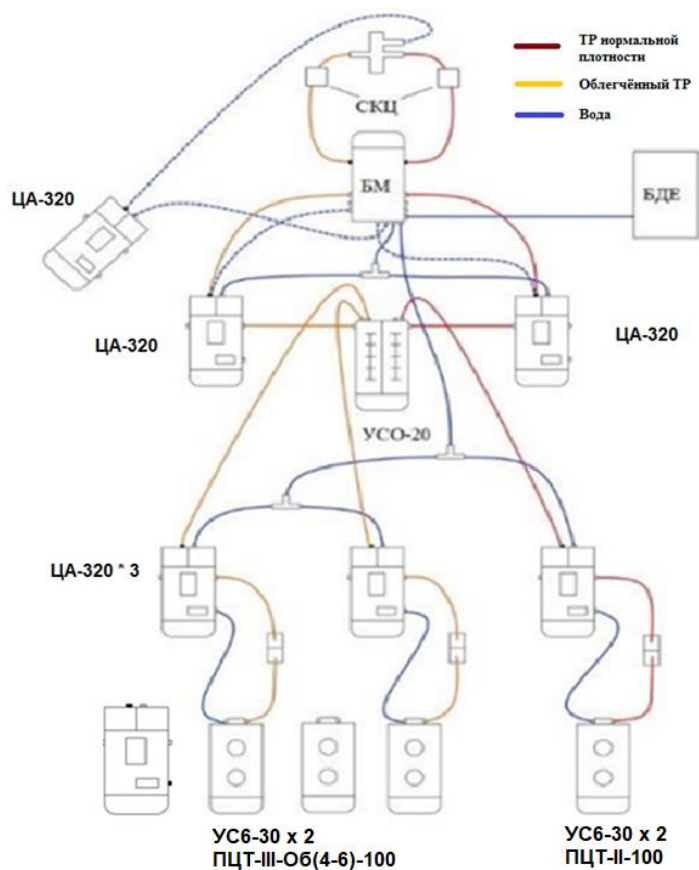 ТР нормальной
плотности
Облегчённый ТР
Вода
СКЦ
БМ
БДЕ
ЦА-320
ЦА-320
ЦА-320
УСО-20
ЦА-320 * 3
УС6-30 х 2
ПЦТ-III-Об(4-6)-100
УС6-30 х 2
ПЦТ-II-100